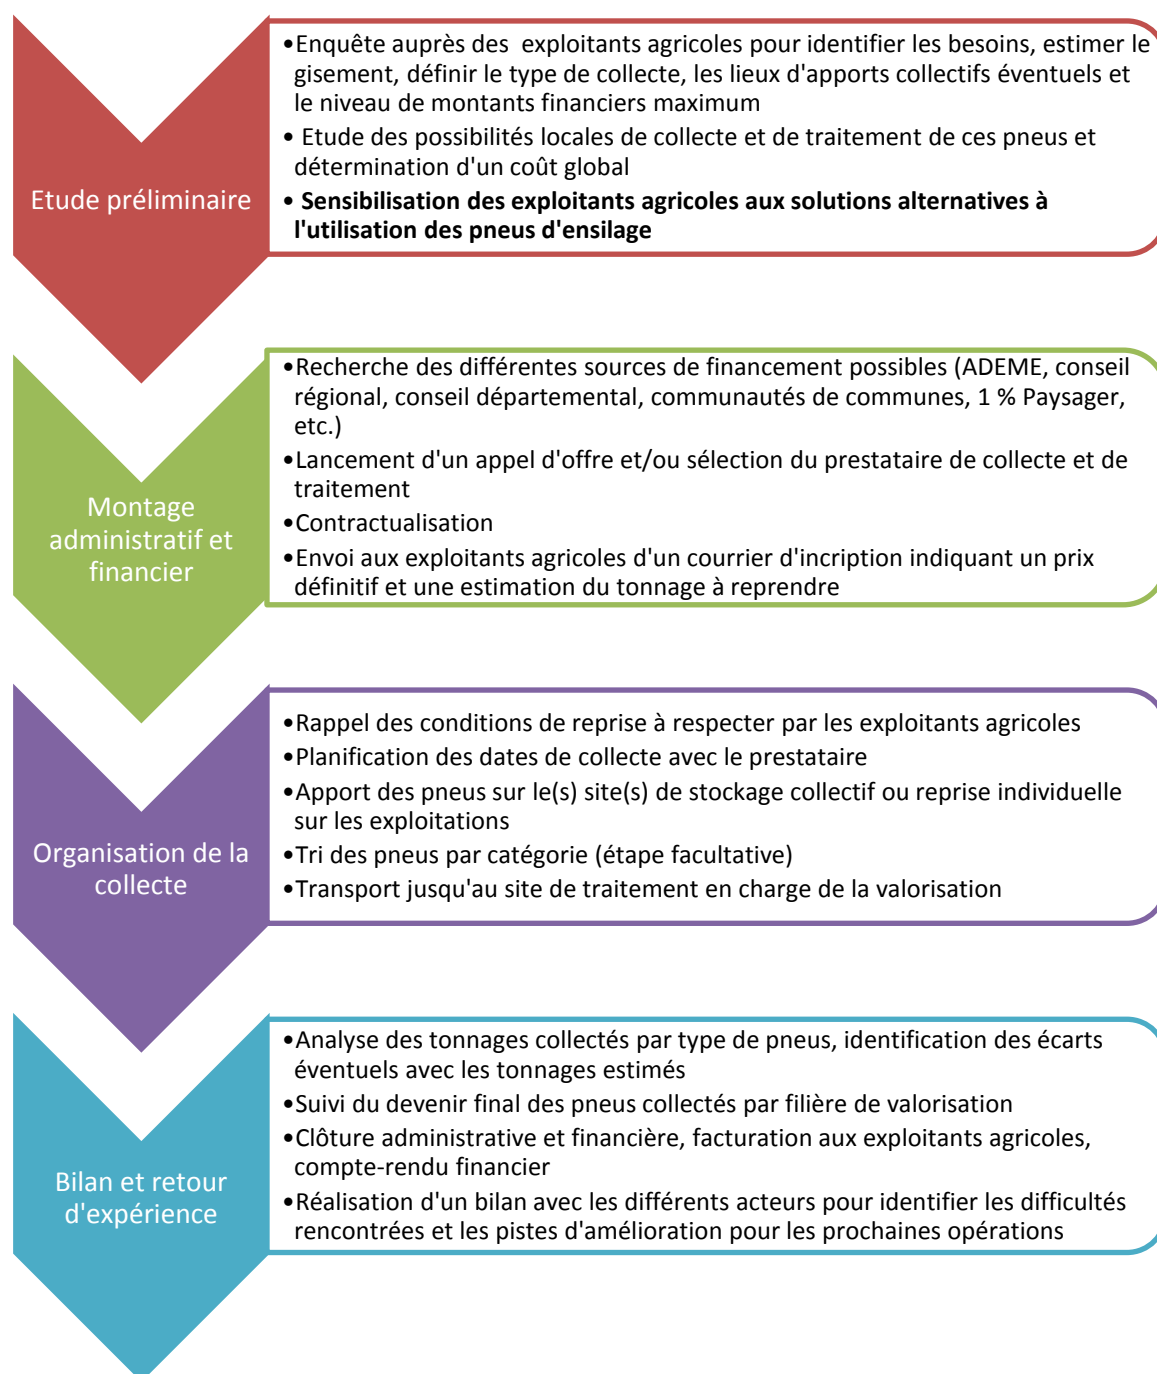 Etude préliminaire
•Enquête auprès des  exploitants agricoles pour identifier les besoins, estimer le
gisement, définir le type de collecte, les lieux d'apports collectifs éventuels et
le niveau de montants financiers maximum
• Etude des possibilités locales de collecte et de traitement de ces pneus et
détermination d'un coût global
• Sensibilisation des exploitants agricoles aux solutions alternatives à
l'utilisation des pneus d'ensilage
Montage
administratif et
financier
•Recherche des différentes sources de financement possibles (ADEME, conseil
régional, conseil départemental, communautés de communes, 1 % Paysager,
etc.)
•Lancement d'un appel d'offre et/ou sélection du prestataire de collecte et de
traitement
•Contractualisation
•Envoi aux exploitants agricoles d'un courrier d'incription indiquant un prix
définitif et une estimation du tonnage à reprendre
Organisation de la
collecte
•Rappel des conditions de reprise à respecter par les exploitants agricoles
•Planification des dates de collecte avec le prestataire
•Apport des pneus sur le(s) site(s) de stockage collectif ou reprise individuelle
sur les exploitations
•Tri des pneus par catégorie (étape facultative)
•Transport jusqu'au site de traitement en charge de la valorisation
Bilan et retour
d'expérience
•Analyse des tonnages collectés par type de pneus, identification des écarts
éventuels avec les tonnages estimés
•Suivi du devenir final des pneus collectés par filière de valorisation
•Clôture administrative et financière, facturation aux exploitants agricoles,
compte-rendu financier
•Réalisation d'un bilan avec les différents acteurs pour identifier les difficultés
rencontrées et les pistes d'amélioration pour les prochaines opérations